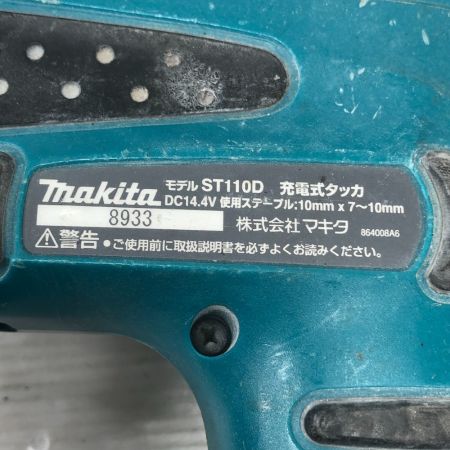 makita モデル ST110D 充電式タッカ
DC14.4V 使用ステープル:10mm x 7～10mm
8933 株式会社 マキタ 864008A6
⚠警告 ●ご使用前に取扱説明書を必ずよくお読みください。